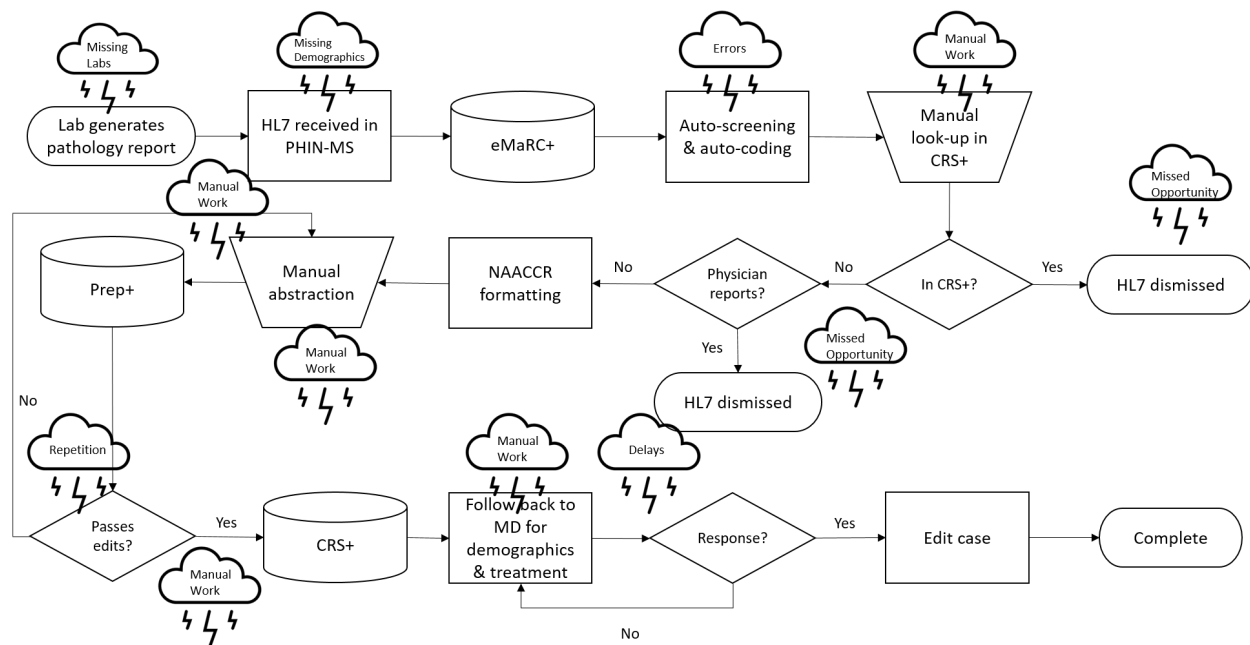 Missing
Labs
Missing
Demographics
Errors
Manual
Work
Lab generates
pathology report
HL7 received in
PHIN-MS
eMaRC+
Auto-screening
& auto-coding
Manual
look-up in
CRS+
Manual
Work
Missed
Opportunity
Prep+
Manual
abstraction
NAACCR
formatting
No
Physician
reports?
No
In CRS+?
Yes
HL7 dismissed
Manual
Work
Yes
Missed
Opportunity
HL7 dismissed
No
Repetition
Manual
Work
Delays
Passes
edits?
Yes
CRS+
Follow back to
MD for
demographics
& treatment
Response?
Yes
Edit case
Complete
Manual
Work
No